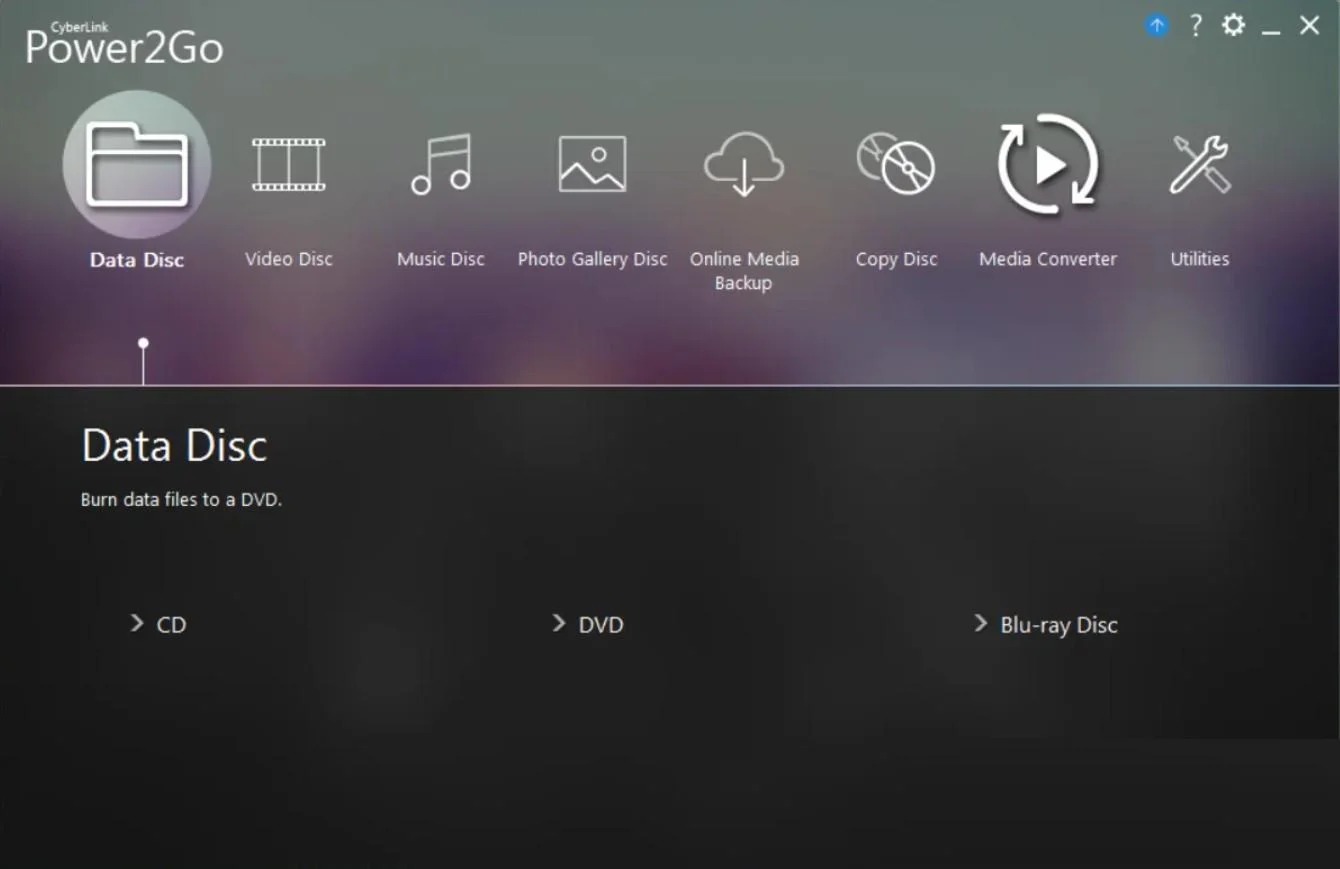 CyberLink
Power2Go
?
Data Disc
Video Disc
Music Disc
Photo Gallery Disc
Online Media
Backup
Copy Disc
Media Converter
Utilities
Data Disc
Burn data files to a DVD.
CD
DVD
Blu-ray Disc